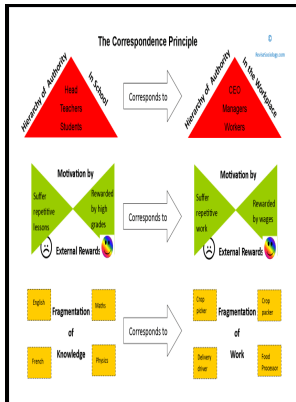 The Correspondence Principle
©
Revisesociology.com
Hierarchy of Authority
In School
Head
Teachers
Students
Corresponds to
Hierarchy of Authority
In the Workplace
CEO
Managers
Workers
Motivation by
Suffer
repetitive
lessons
Rewarded
by high
grades
External Rewards
Corresponds to
Motivation by
Suffer
repetitive
work
Rewarded
by wages
External Rewards
English
Maths
Fragmentation
of
Knowledge
French
Physics
Corresponds to
Crop
picker
Crop
packer
Fragmentation
of
Work
Delivery
driver
Food
Processor